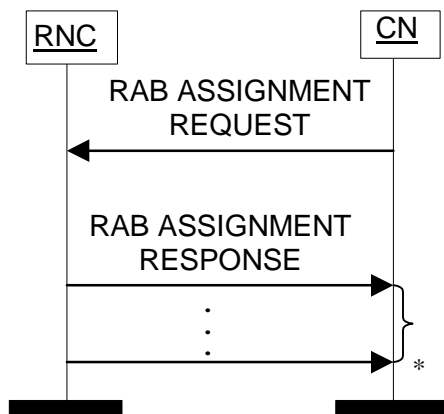 RNC
CN
RAB ASSIGNMENT
REQUEST
RAB ASSIGNMENT
RESPONSE
*